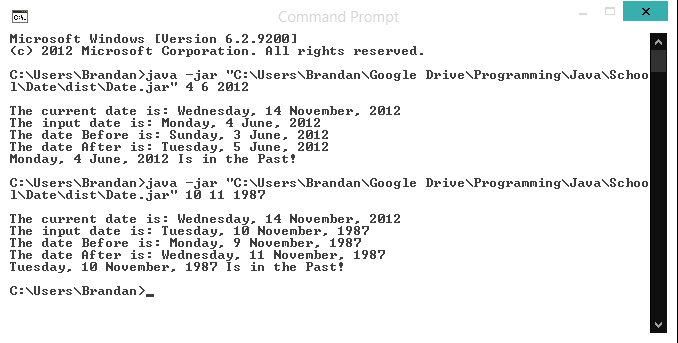 Command Prompt
Microsoft Windows [Version 6.2.9200]
(c) 2012 Microsoft Corporation. All rights reserved.
C:\Users\Brandan>java -jar "C:\Users\Brandan\Google Drive\Programming\Java\Schoo
l\Date\dist\Date.jar" 4 6 2012
The current date is: Wednesday, 14 November, 2012
The input date is: Monday, 4 June, 2012
The date Before is: Sunday, 3 June, 2012
The date After is: Tuesday, 5 June, 2012
Monday, 4 June, 2012 Is in the Past!
C:\Users\Brandan>java -jar "C:\Users\Brandan\Google Drive\Programming\Java\Schoo
l\Date\dist\Date.jar" 10 11 1987
The current date is: Wednesday, 14 November, 2012
The input date is: Tuesday, 10 November, 1987
The date Before is: Monday, 9 November, 1987
The date After is: Wednesday, 11 November, 1987
Tuesday, 10 November, 1987 Is in the Past!
C:\Users\Brandan>_